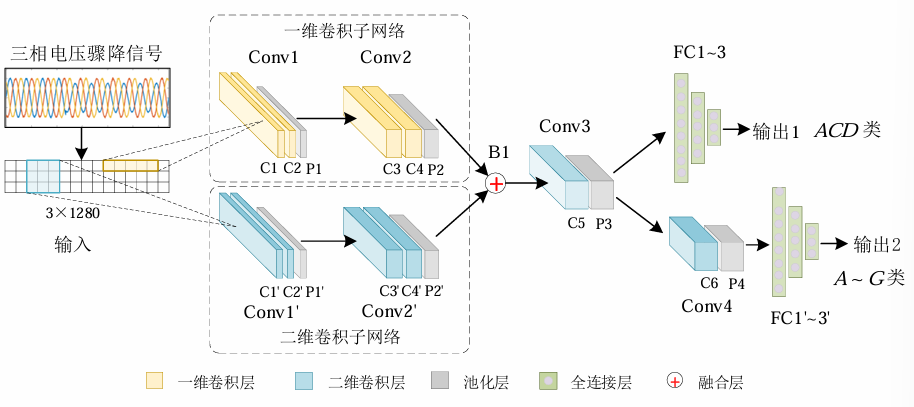 三相电压骤降信号
3×1280
输入
一维卷积子网络
Conv1
Conv2
C1 C2 P1
C3 C4 P2
C1' C2' P1'
C3' C4' P2'
Conv1'
Conv2'
二维卷积子网络
B1
Conv3
C5 P3
FC1~3
输出1 ACD 类
C6 P4
Conv4
FC1'~3'
输出2
A~G类
一维卷积层
二维卷积层
池化层
全连接层
融合层